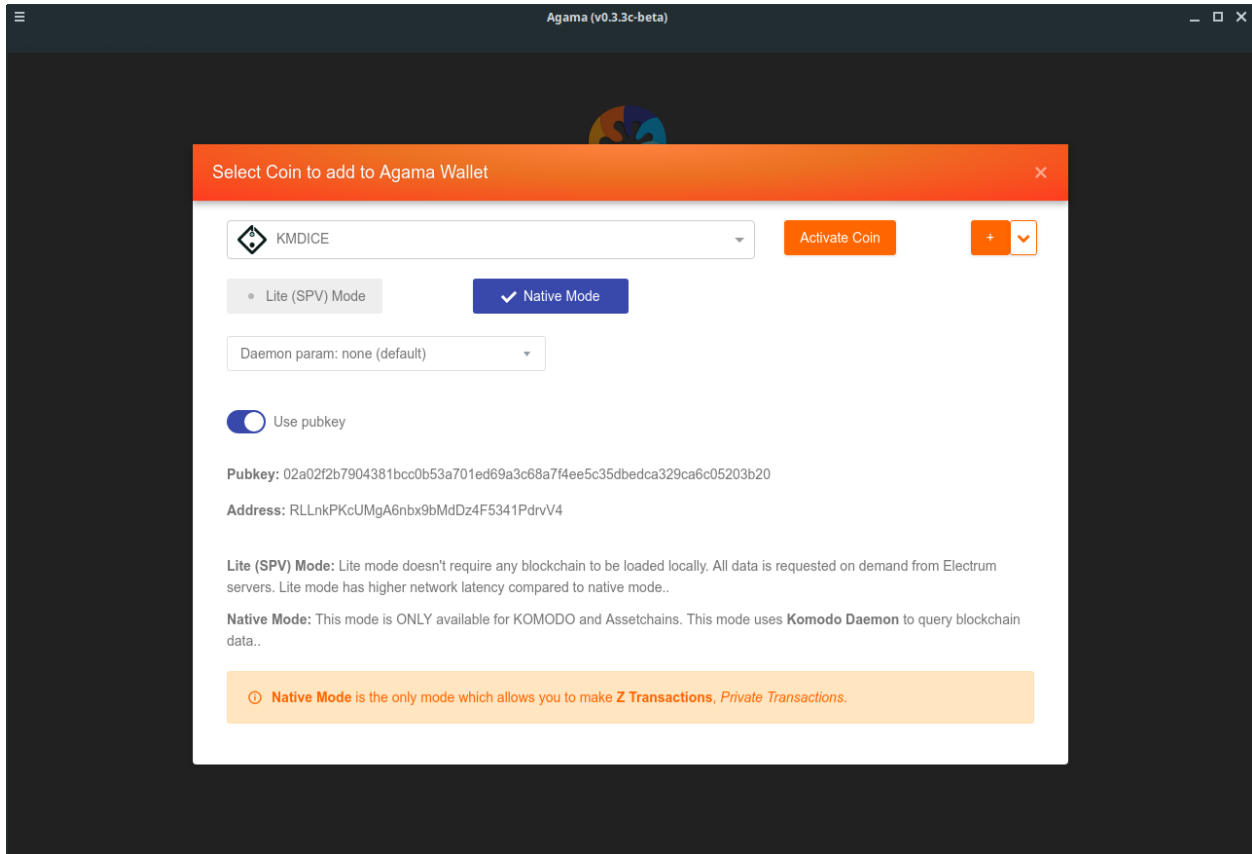 Agama (v0.3.3c-beta)
Select Coin to add to Agama Wallet
KMDICE
Activate Coin
+
Lite (SPV) Mode
Native Mode
Daemon param: none (default)
Use pubkey
Pubkey: 02a02f2b7904381bcc0b53a701ed69a3c68a7f4ee5c35dbedca329ca6c05203b20
Address: RLLnkPKcUMgA6nbx9bMdDz4F5341PdrvV4
Lite (SPV) Mode: Lite mode doesn't require any blockchain to be loaded locally. All data is requested on demand from Electrum
servers. Lite mode has higher network latency compared to native mode..
Native Mode: This mode is ONLY available for KOMODO and Assetchains. This mode uses Komodo Daemon to query blockchain
data..
Native Mode is the only mode which allows you to make Z Transactions, Private Transactions.